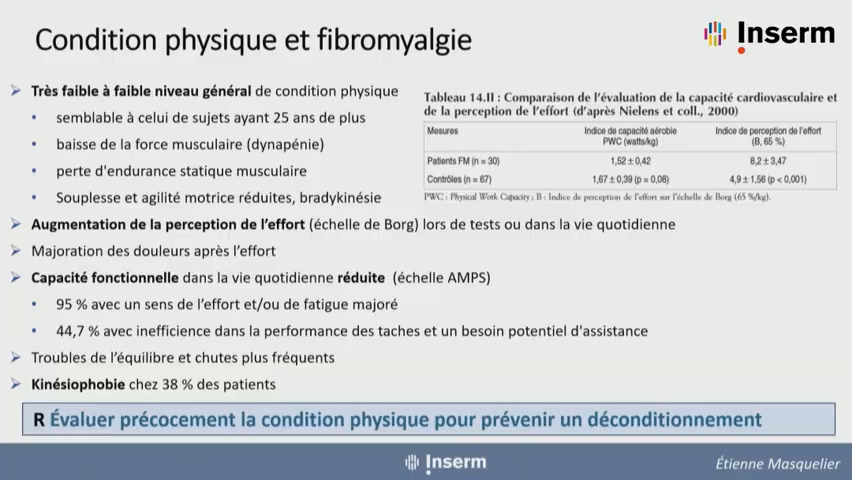 Condition physique et fibromyalgie
Inserm
Très faible à faible niveau général de condition physique
semblable à celui de sujets ayant 25 ans de plus
baisse de la force musculaire (dynapénie)
perte d'endurance statique musculaire
Souplesse et agilité motrice réduites, bradykinésie
Tableau 14.II : Comparaison de l'évaluation de la capacité cardiovasculaire et
de la perception de l'effort (d'après Nielens et coll., 2000)
Mesures Indice de capacité aérobie Indice de perception de l'effort
PWC (watts/kg) (B, 65 %)
Patients FM (n = 30) 1,52 ± 0,42 8,2 ± 3,47
Contrôles (n = 67) 1,67 ± 0,39 (p = 0,08) 4,9 ± 1,56 (p < 0,001)
PWC : Physical Work Capacity ; B : Indice de perception de l'effort sur l'échelle de Borg (65 %/kg).
Augmentation de la perception de l'effort (échelle de Borg) lors de tests ou dans la vie quotidienne
Majoration des douleurs après l'effort
Capacité fonctionnelle dans la vie quotidienne réduite (échelle AMPS)
95 % avec un sens de l'effort et/ou de fatigue majoré
44,7 % avec inefficience dans la performance des taches et un besoin potentiel d'assistance
Troubles de l'équilibre et chutes plus fréquents
Kinésiophobie chez 38 % des patients
R Évaluer précocement la condition physique pour prévenir un déconditionnement
Inserm
Étienne Masquelier